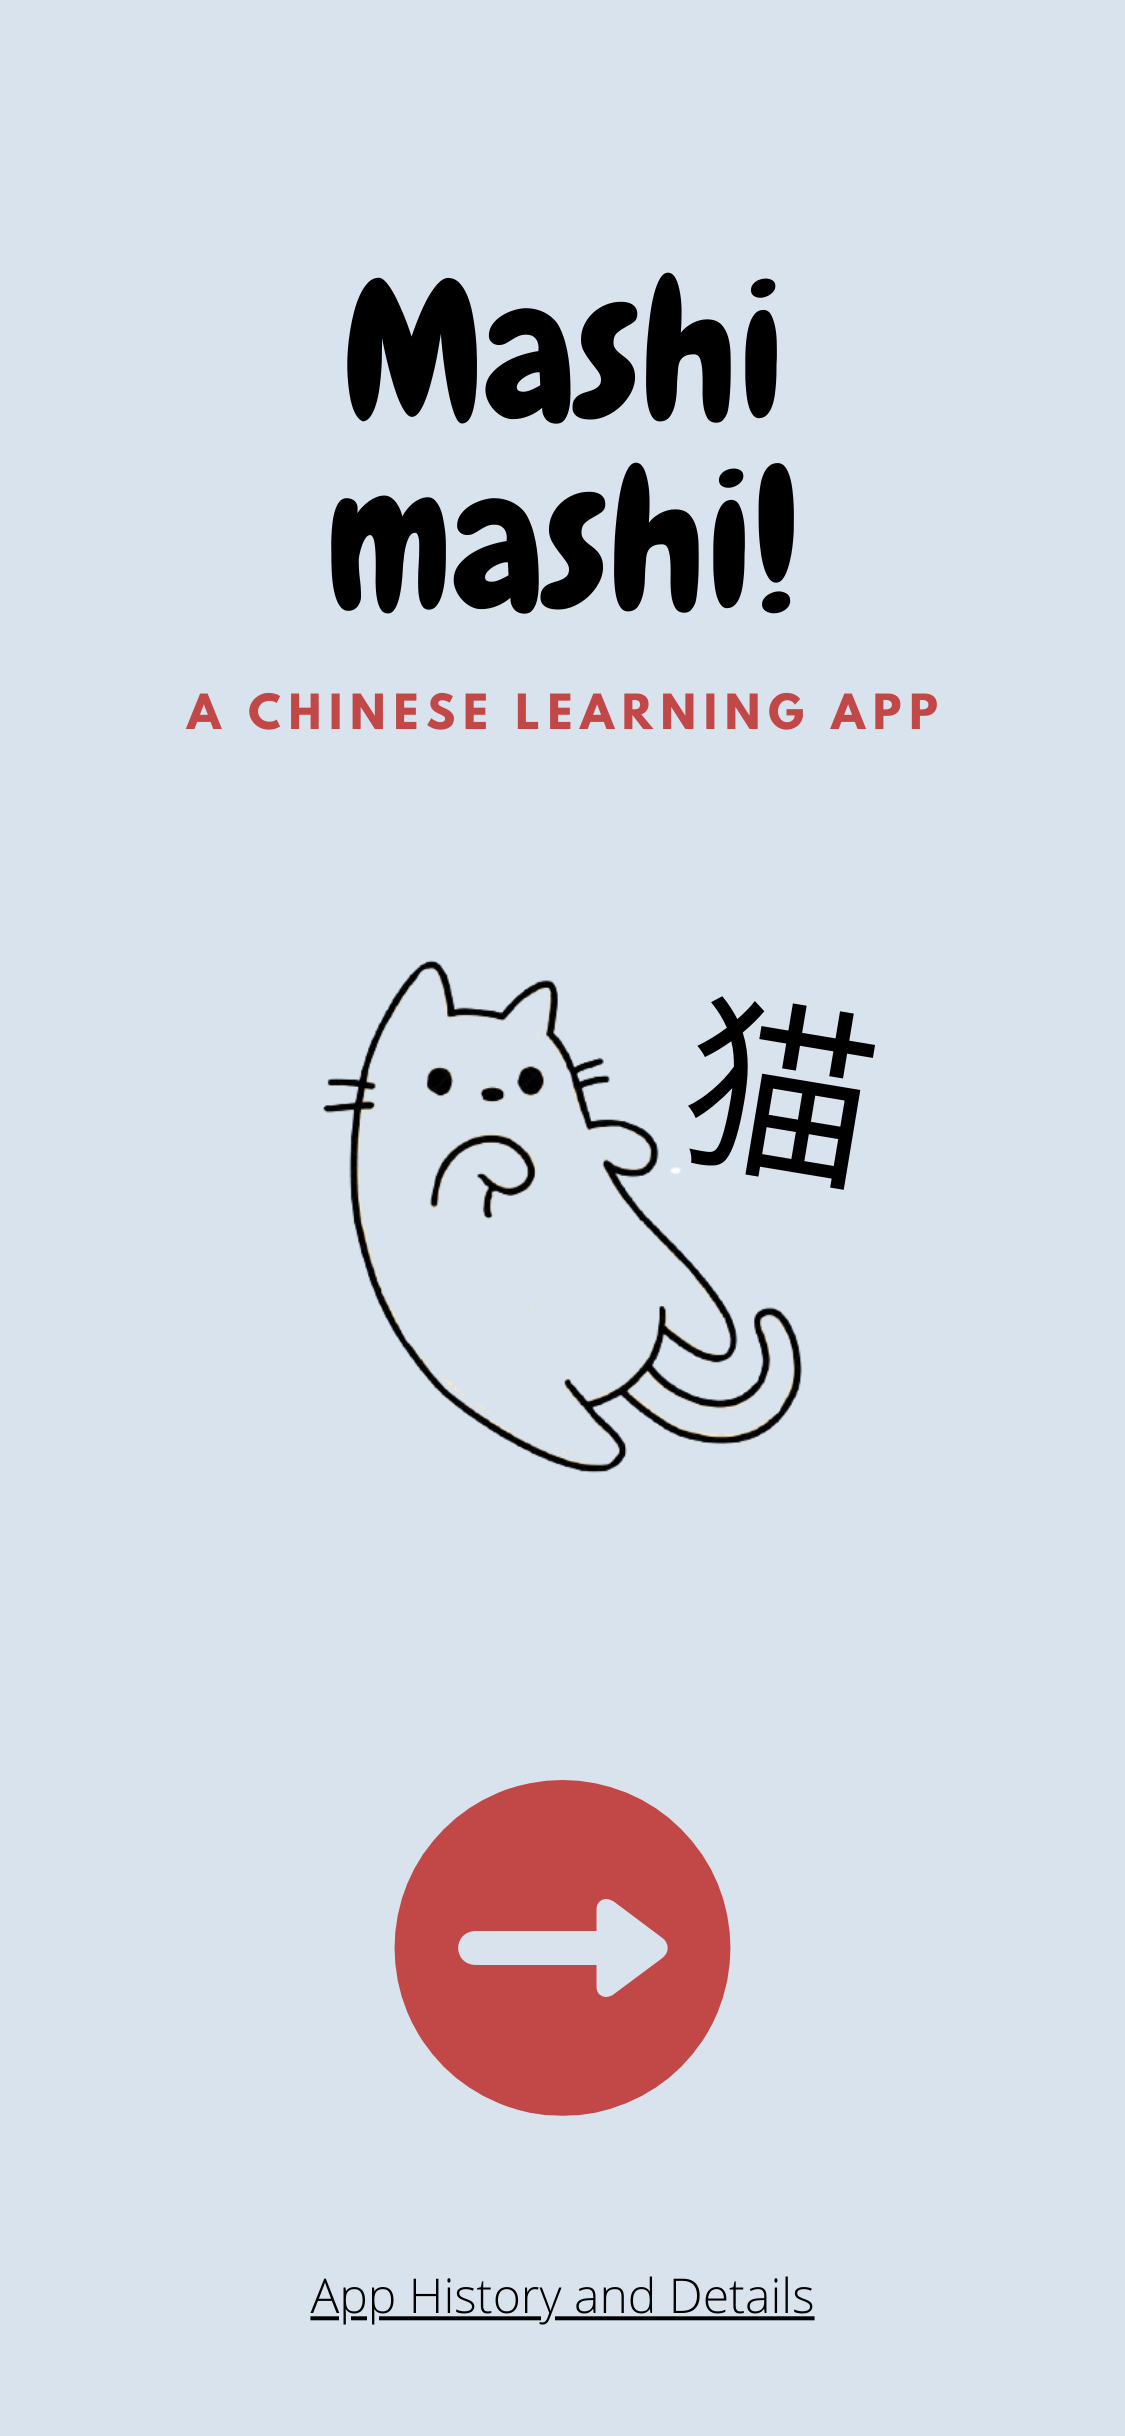 Mashi
mashi!
A CHINESE LEARNING APP
猫
App History and Details